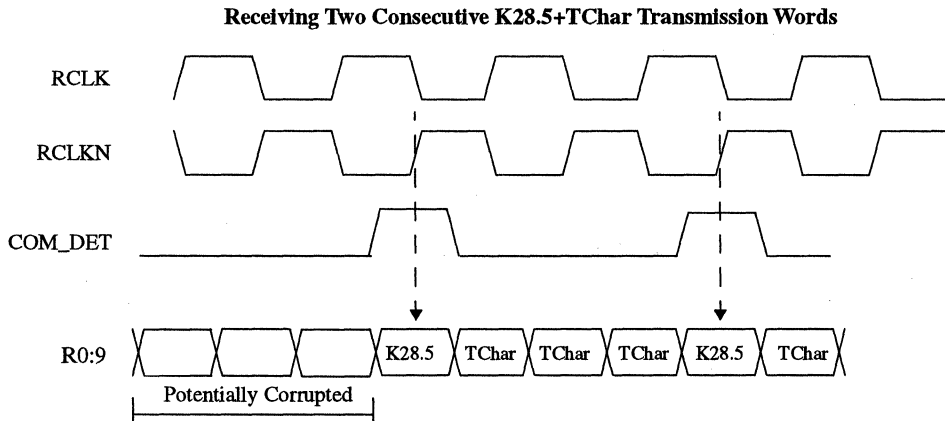 Receiving Two Consecutive K28.5+TChar Transmission Words
RCLK
RCLKN
COM_DET
R0:9
K28.5 TChar TChar TChar K28.5 TChar
Potentially Corrupted